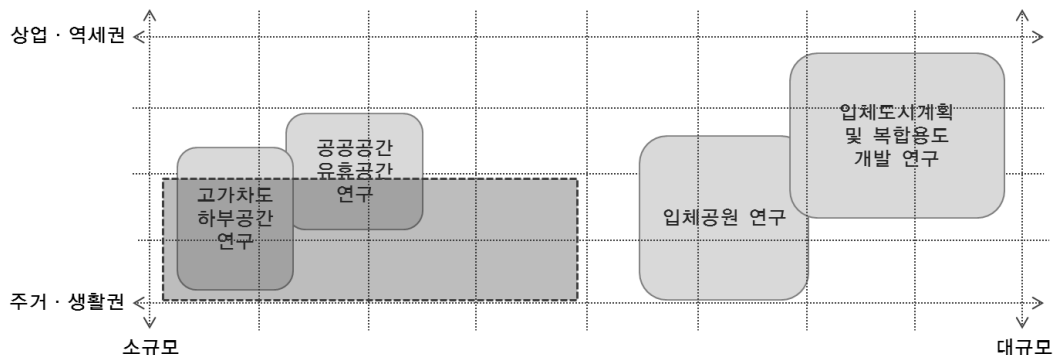 상업 · 역세권
입체도시계획
및 복합용도
개발 연구
공공공간
유휴공간
연구
고가차도
하부공간
연구
입체공원 연구
주거 · 생활권
소규모
대규모